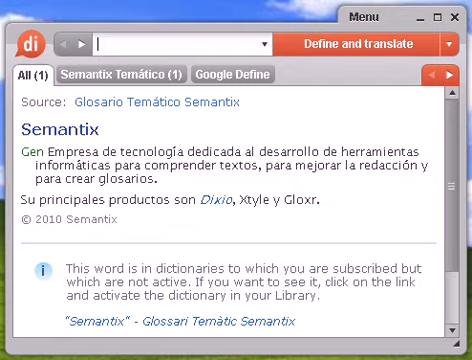 Menu
di
Define and translate
All (1)
Semantix Temático (1)
Google Define
Source: Glosario Temático Semantix
Semantix
Gen Empresa de tecnología dedicada al desarrollo de herramientas
informáticas para comprender textos, para mejorar la redacción y
para crear glosarios.
Su principales productos son Dixio, Xtyle y Gloxr.
© 2010 Semantix
i
This word is in dictionaries to which you are subscribed but
which are not active. If you want to see it, click on the link
and activate the dictionary in your Library.
"Semantix" - Glossari Temàtic Semantix